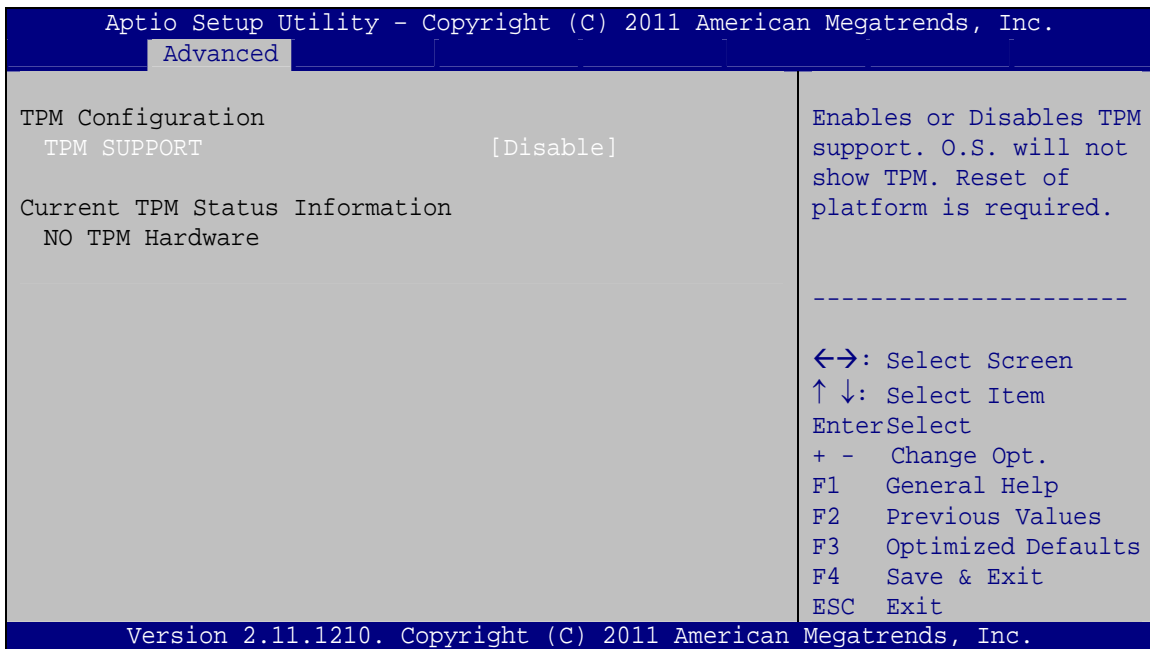 Aptio Setup Utility – Copyright (C) 2011 American Megatrends, Inc.
Advanced
TPM Configuration
TPM SUPPORT [Disable]
Current TPM Status Information
NO TPM Hardware
Enables or Disables TPM
support. O.S. will not
show TPM. Reset of
platform is required.
-----------------------
←→: Select Screen
↑ ↓: Select Item
EnterSelect
+ - Change Opt.
F1 General Help
F2 Previous Values
F3 Optimized Defaults
F4 Save & Exit
ESC Exit
Version 2.11.1210. Copyright (C) 2011 American Megatrends, Inc.